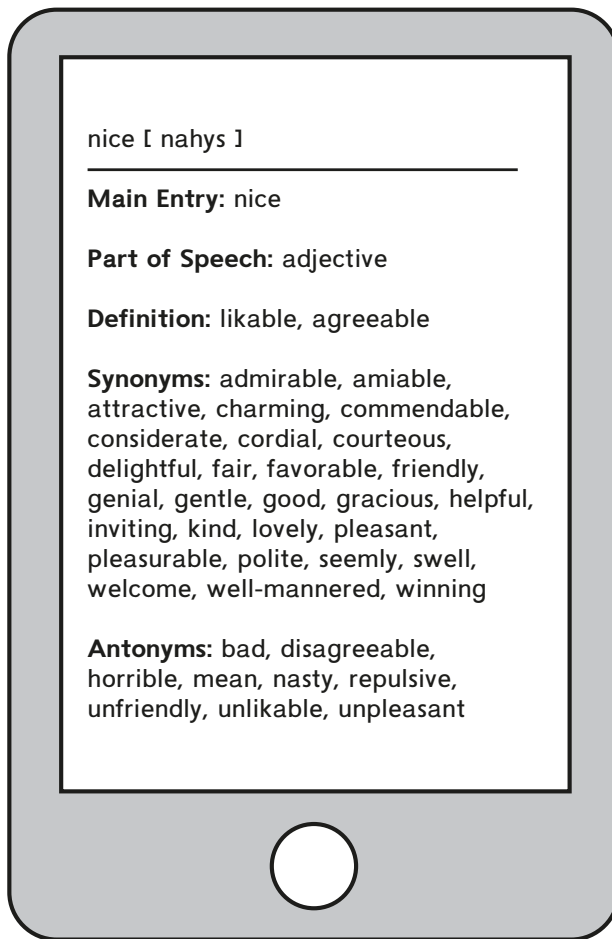 nice [ nahys ]
Main Entry: nice
Part of Speech: adjective
Definition: likable, agreeable
Synonyms: admirable, amiable,
attractive, charming, commendable,
considerate, cordial, courteous,
delightful, fair, favorable, friendly,
genial, gentle, good, gracious, helpful,
inviting, kind, lovely, pleasant,
pleasurable, polite, seemly, swell,
welcome, well-mannered, winning
Antonyms: bad, disagreeable,
horrible, mean, nasty, repulsive,
unfriendly, unlikable, unpleasant